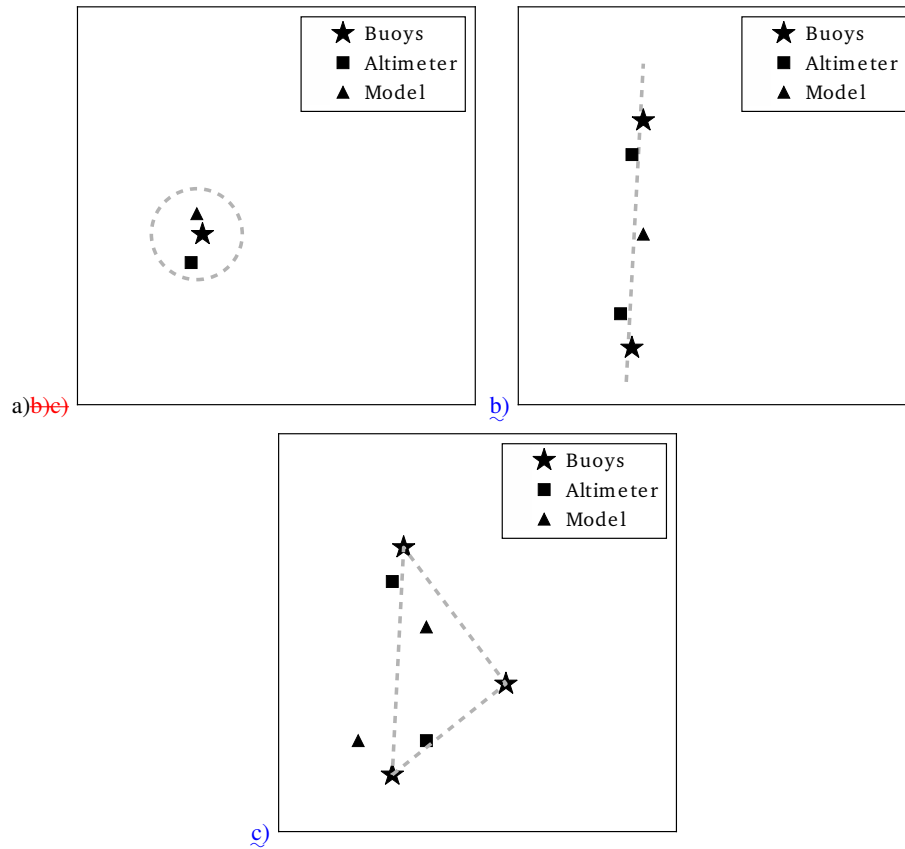 Buoys
Altimeter
Model
Buoys
Altimeter
Model
a)b)c)
b)
Buoys
Altimeter
Model
c)